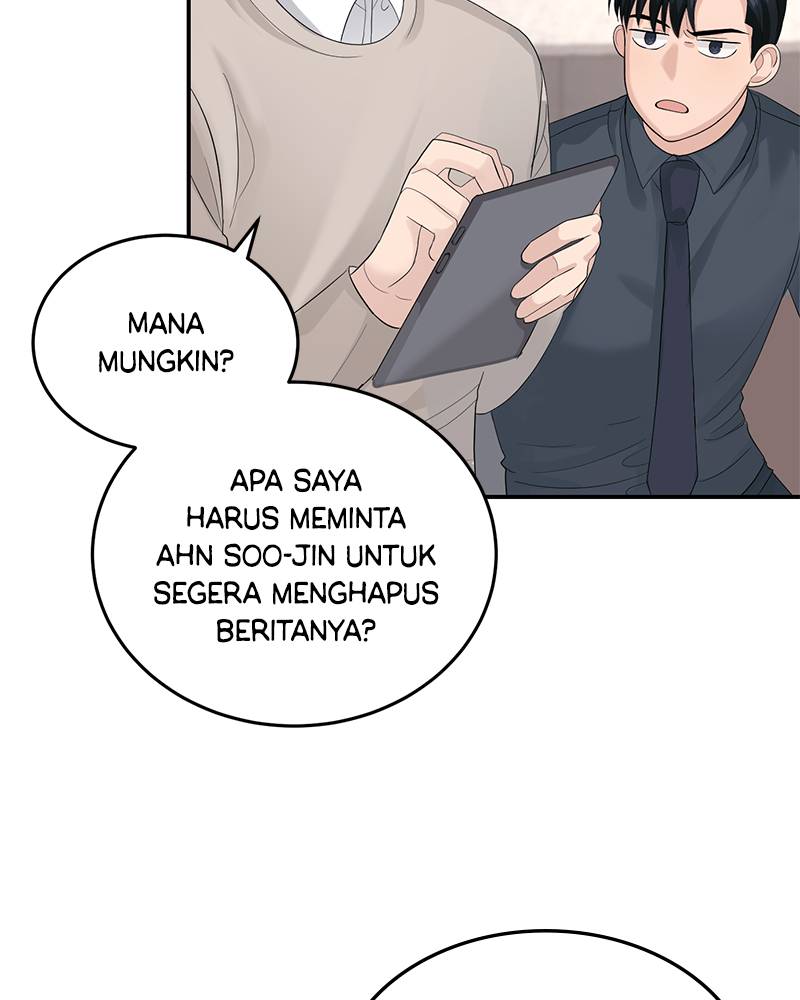 MANA
MUNGKIN?
APA SAYA
HARUS MEMINTA
AHN SOO-JIN UNTUK
SEGERA MENGHAPUS
BERITANYA?